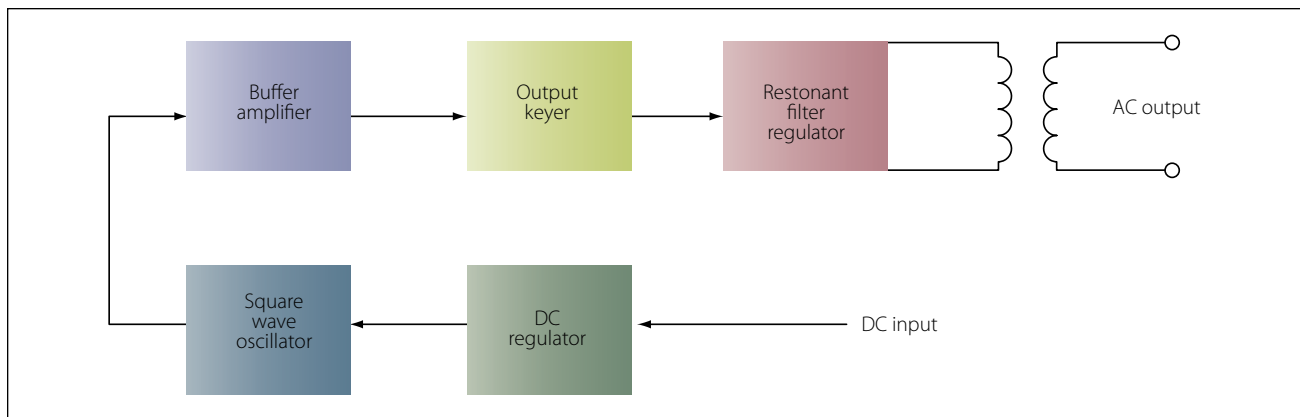 Buffer
amplifier
Output
keyer
Restonant
filter
regulator
AC output
Square
wave
oscillator
DC
regulator
DC input